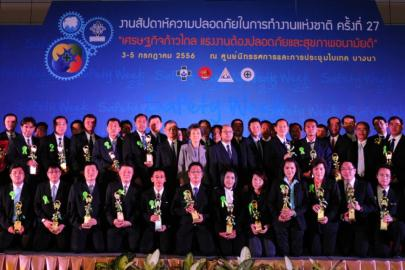 งานสัปดาห์ความปลอดภัยในการทำงานแห่งชาติ ครั้งที่ 27
"เศรษฐกิจก้าวไกล แรงงานต้องปลอดภัยและสุขภาพอนามัยดี"
3-5 กรกฎาคม 2556 ณ ศูนย์นิทรรศการและการประชุมไบเทค บางนา
Safety Week